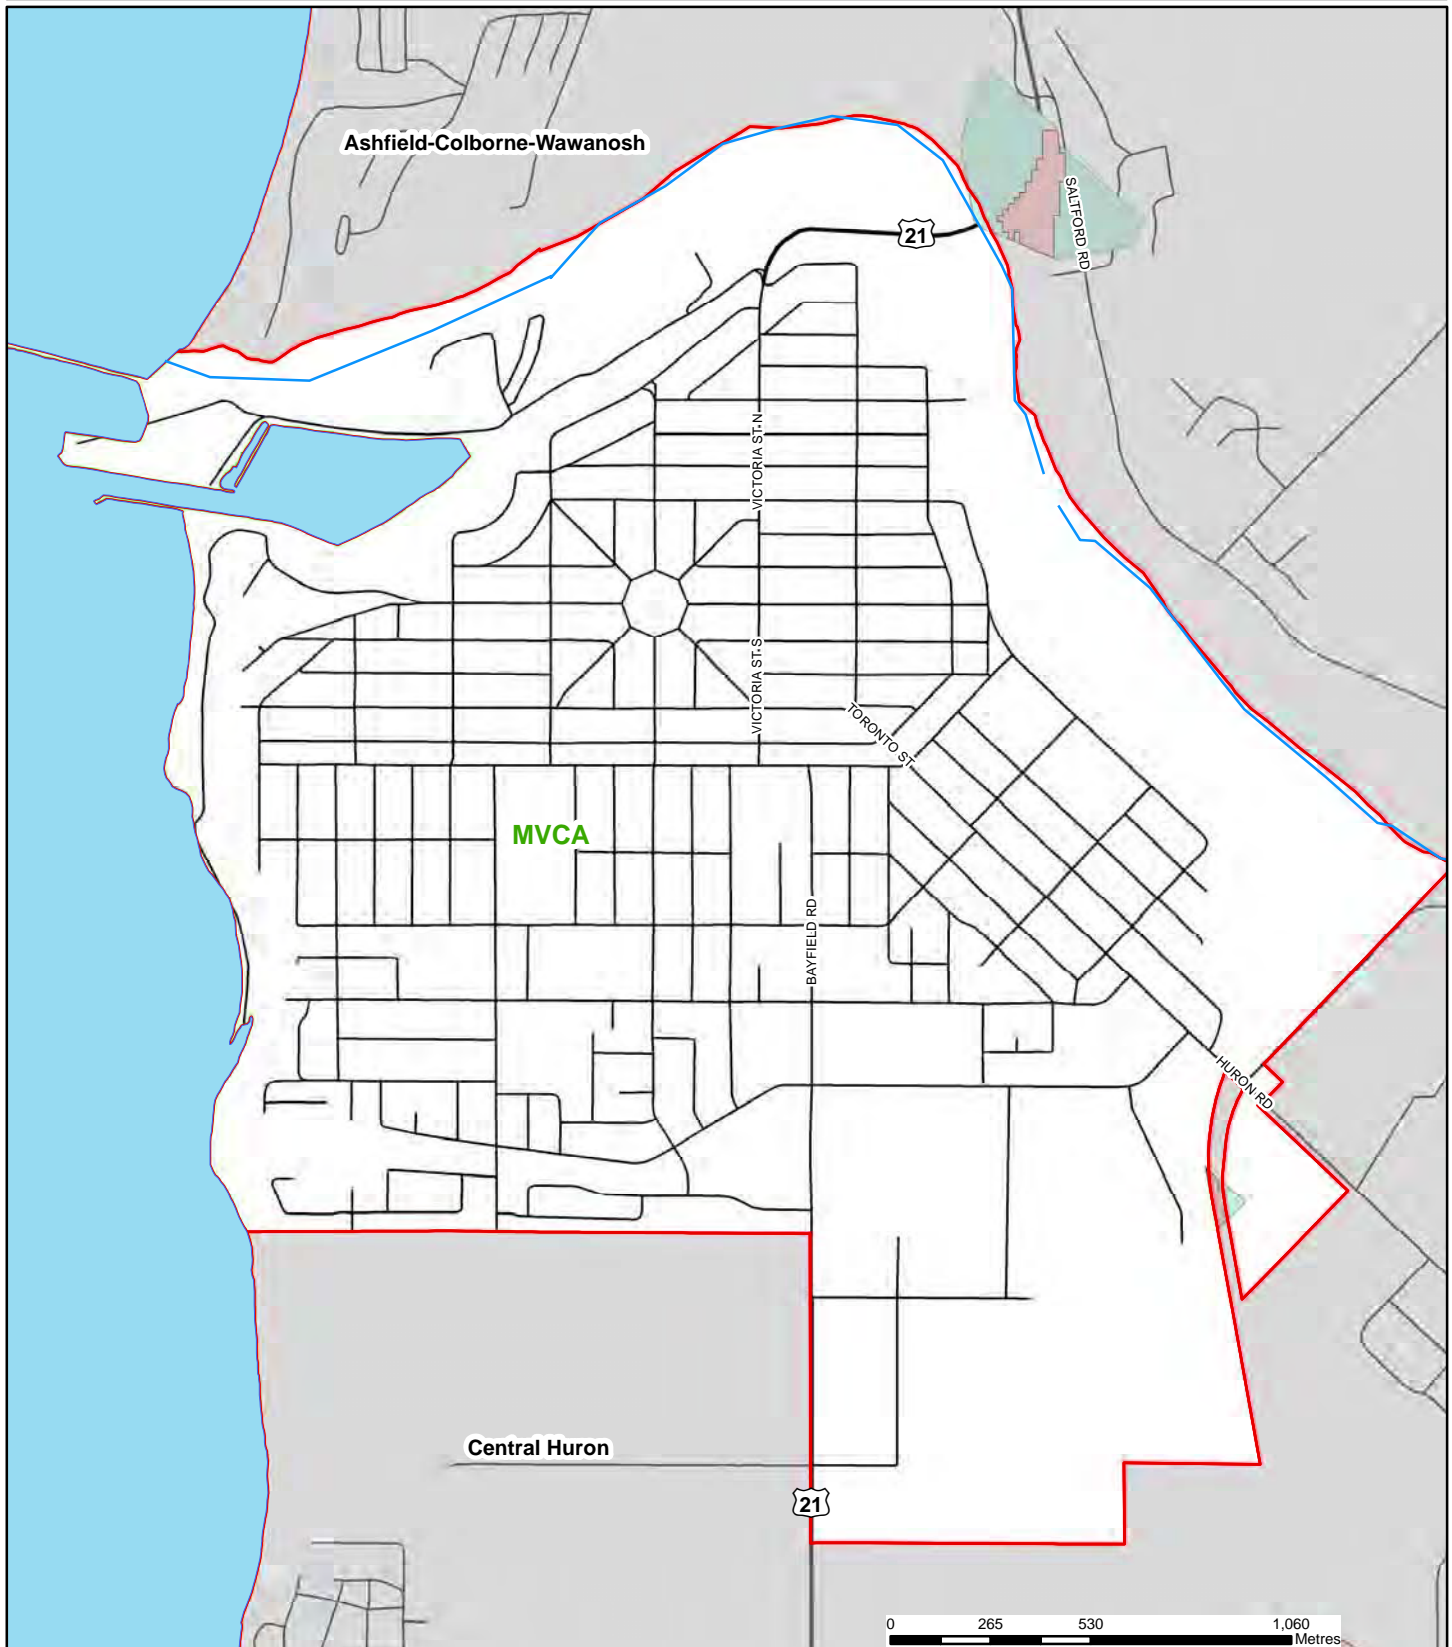 Ashfield-Colborne-Wawanosh
21
SALTFORD RD
VICTORIA ST. N
VICTORIA ST. S
TORONTO ST
MVCA
BAYFIELD RD
HURON RD
Central Huron
21
0 265 530 1,060
Metres